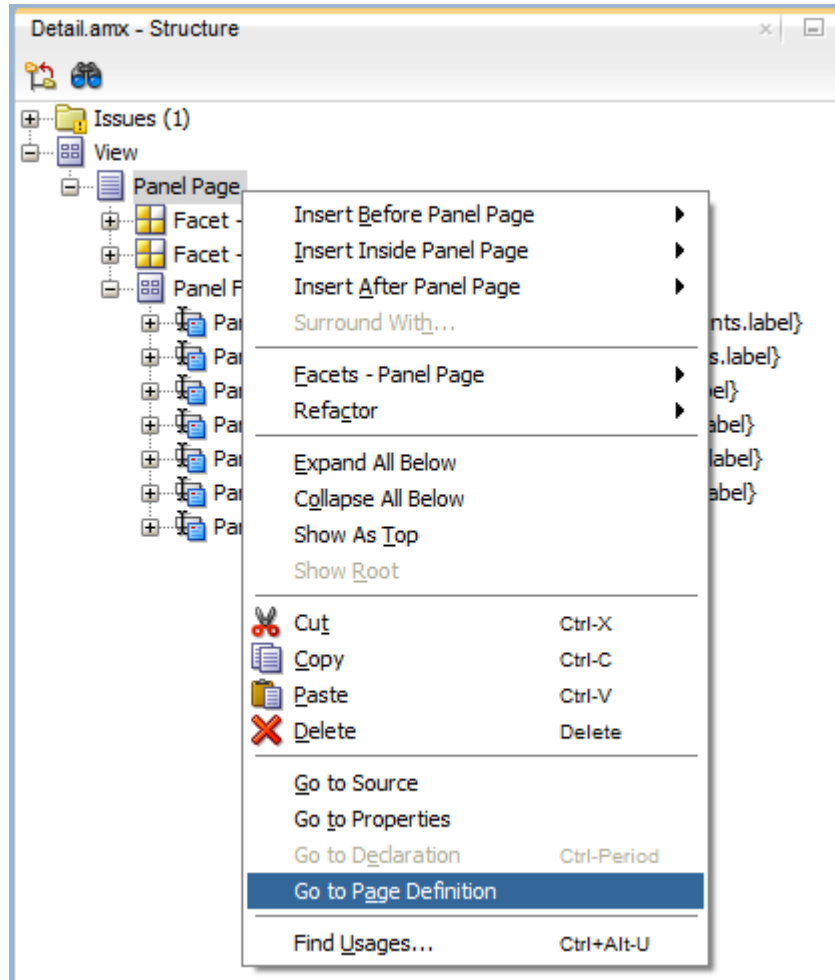 Detail.amx - Structure
Issues (1)
View
Panel Page
Facet -
Facet -
Panel F
Par
Par
Par
Par
Par
Par
Par
nts.label}
s.label}
el}
abel}
label}
abel}
Insert Before Panel Page
Insert Inside Panel Page
Insert After Panel Page
Surround With...
Facets - Panel Page
Refactor
Expand All Below
Collapse All Below
Show As Top
Show Root
Cut Ctrl-X
Copy Ctrl-C
Paste Ctrl-V
Delete Delete
Go to Source
Go to Properties
Go to Declaration Ctrl-Period
Go to Page Definition
Find Usages... Ctrl+Alt-U